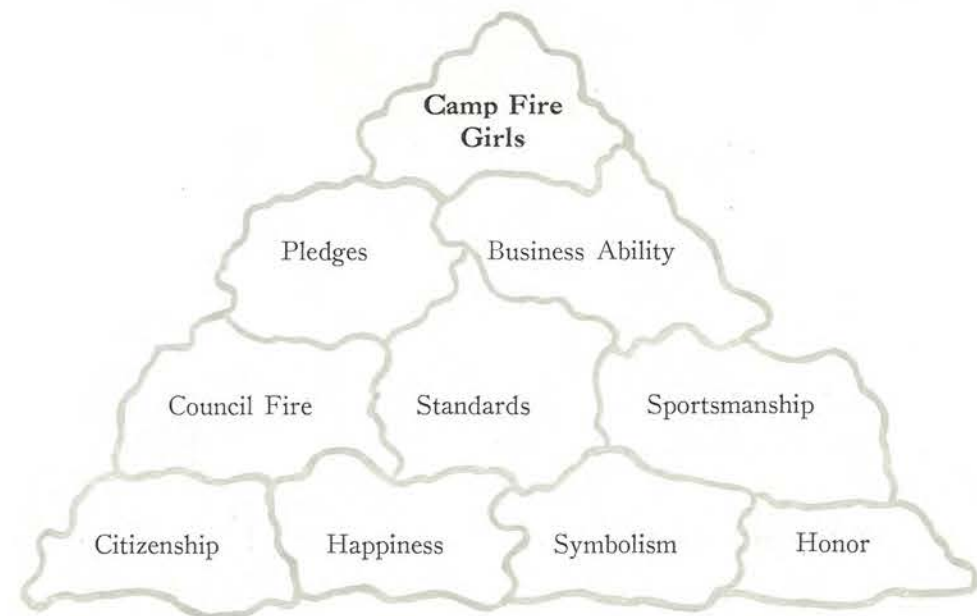 Camp Fire
Girls
Pledges
Business Ability
Council Fire
Standards
Sportsmanship
Citizenship
Happiness
Symbolism
Honor